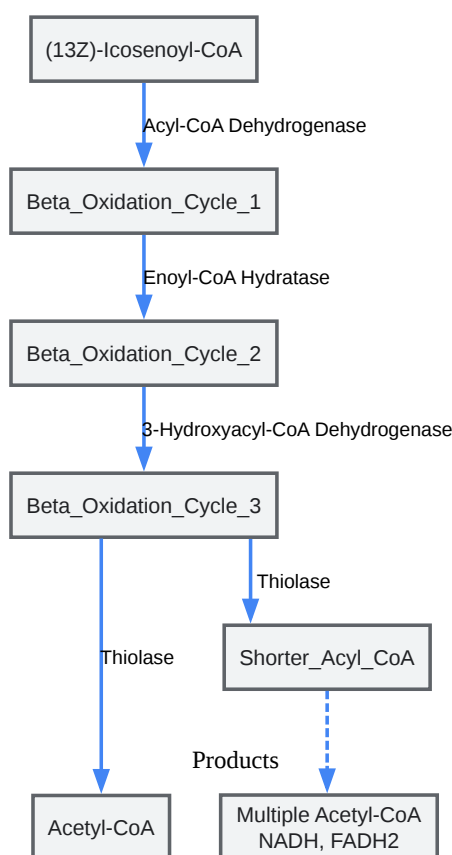 (13Z)-Icosenoyl-CoA
Acyl-CoA Dehydrogenase
Beta_Oxidation_Cycle_1
Enoyl-CoA Hydratase
Beta_Oxidation_Cycle_2
3-Hydroxyacyl-CoA Dehydrogenase
Beta_Oxidation_Cycle_3
Thiolase
Thiolase
Shorter_Acyl_CoA
Products
Acetyl-CoA
Multiple Acetyl-CoA
NADH, FADH2